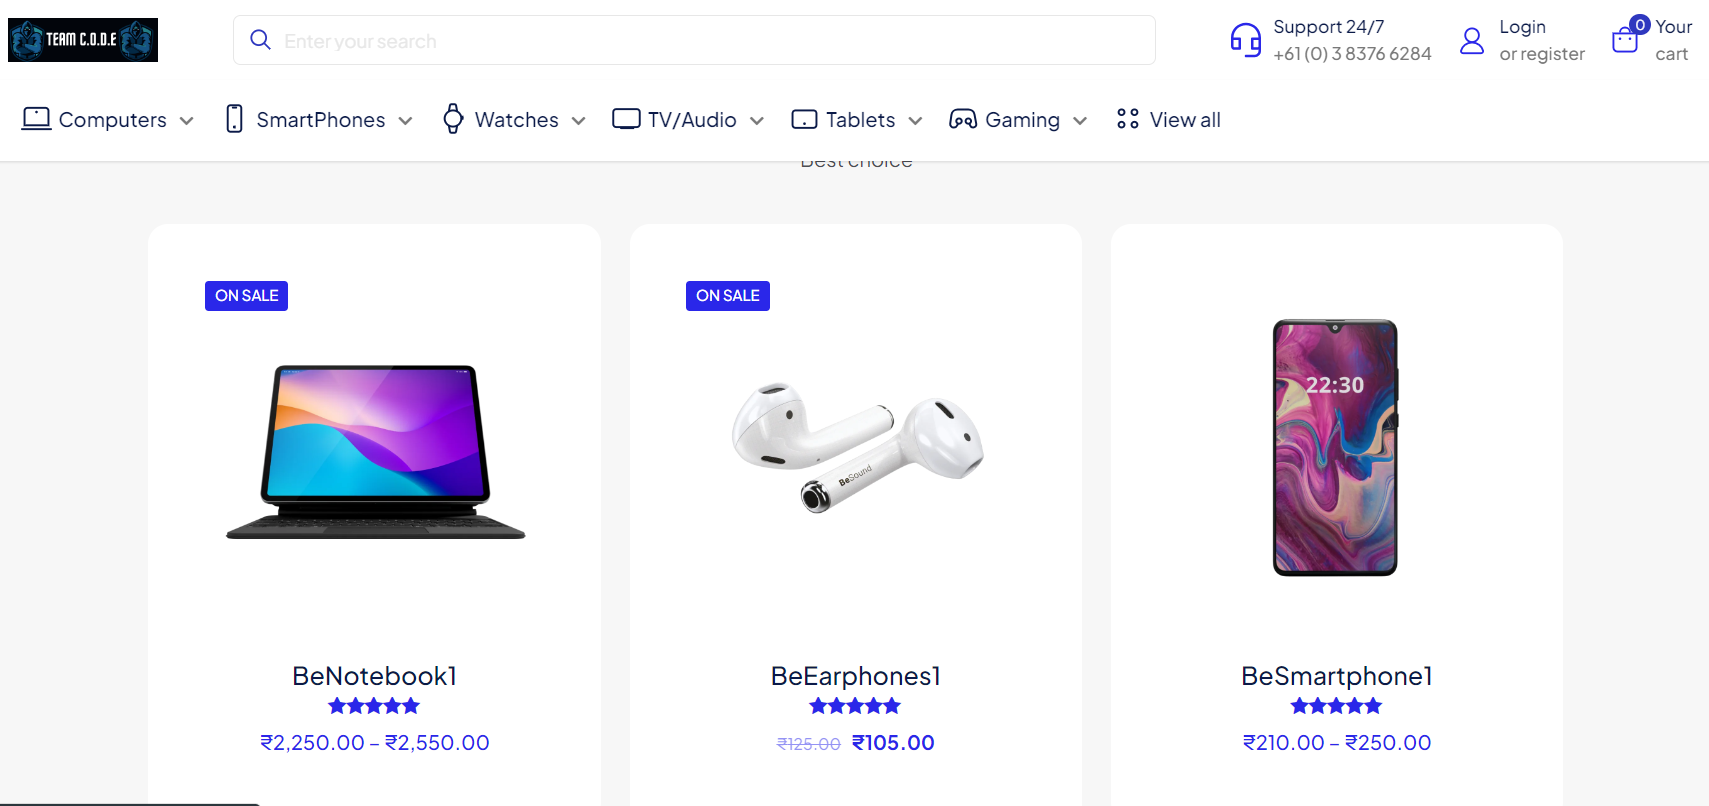 TEAM C.O.D.E
Enter your search
Support 24/7
+61 (0) 3 8376 6284
Login
or register
0
Your
cart
Computers
SmartPhones
Watches
TV/Audio
Tablets
Gaming
View all
Best choice
ON SALE
ON SALE
22:30
BeSound
BeNotebook1
BeEarphones1
BeSmartphone1
₹2,250.00 – ₹2,550.00
₹125.00 ₹105.00
₹210.00 – ₹250.00